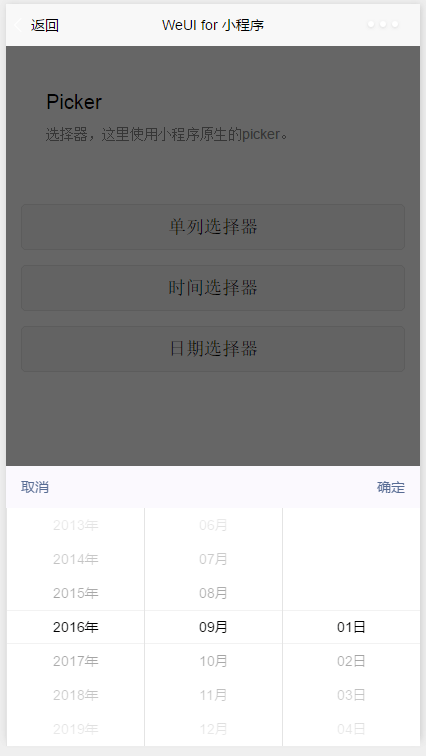 返回 WeUI for 小程序
Picker
选择器，这里使用小程序原生的picker。
单列选择器
时间选择器
日期选择器
取消 确定
2013年 06月
2014年 07月
2015年 08月
2016年 09月 01日
2017年 10月 02日
2018年 11月 03日
2019年 12月 04日